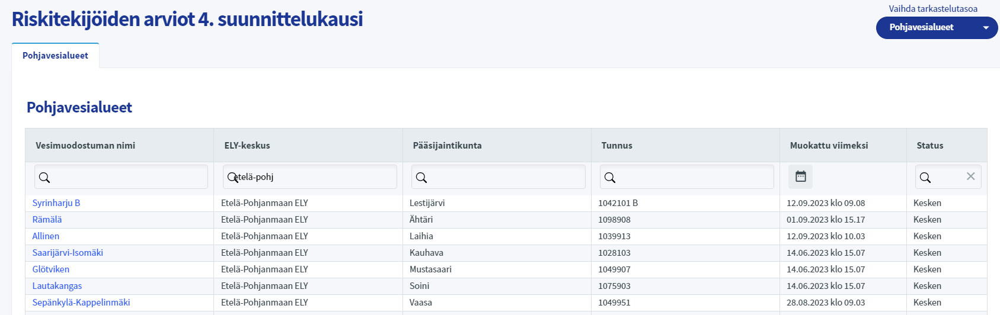 Riskitekijöiden arviot 4. suunnittelukausi
Vaihda tarkastelutasoa
Pohjavesialueet
Pohjavesialueet
Pohjavesialueet
Vesimuodostuman nimi ELY-keskus Pääsijaintikunta Tunnus Muokattu viimeksi Status
etelä-pohj
Syrinharju B Etelä-Pohjanmaan ELY Lestijärvi 1042101 B 12.09.2023 klo 09.08 Kesken
Rämälä Etelä-Pohjanmaan ELY Ähtäri 1098908 01.09.2023 klo 15.17 Kesken
Allinen Etelä-Pohjanmaan ELY Laihia 1039913 12.09.2023 klo 10.03 Kesken
Saarijärvi-Isomäki Etelä-Pohjanmaan ELY Kauhava 1028103 14.06.2023 klo 15.07 Kesken
Glötviken Etelä-Pohjanmaan ELY Mustasaari 1049907 14.06.2023 klo 15.07 Kesken
Lautakangas Etelä-Pohjanmaan ELY Soini 1075903 14.06.2023 klo 15.07 Kesken
Sepänkylä-Kappelinmäki Etelä-Pohjanmaan ELY Vaasa 1049951 28.08.2023 klo 09.03 Kesken